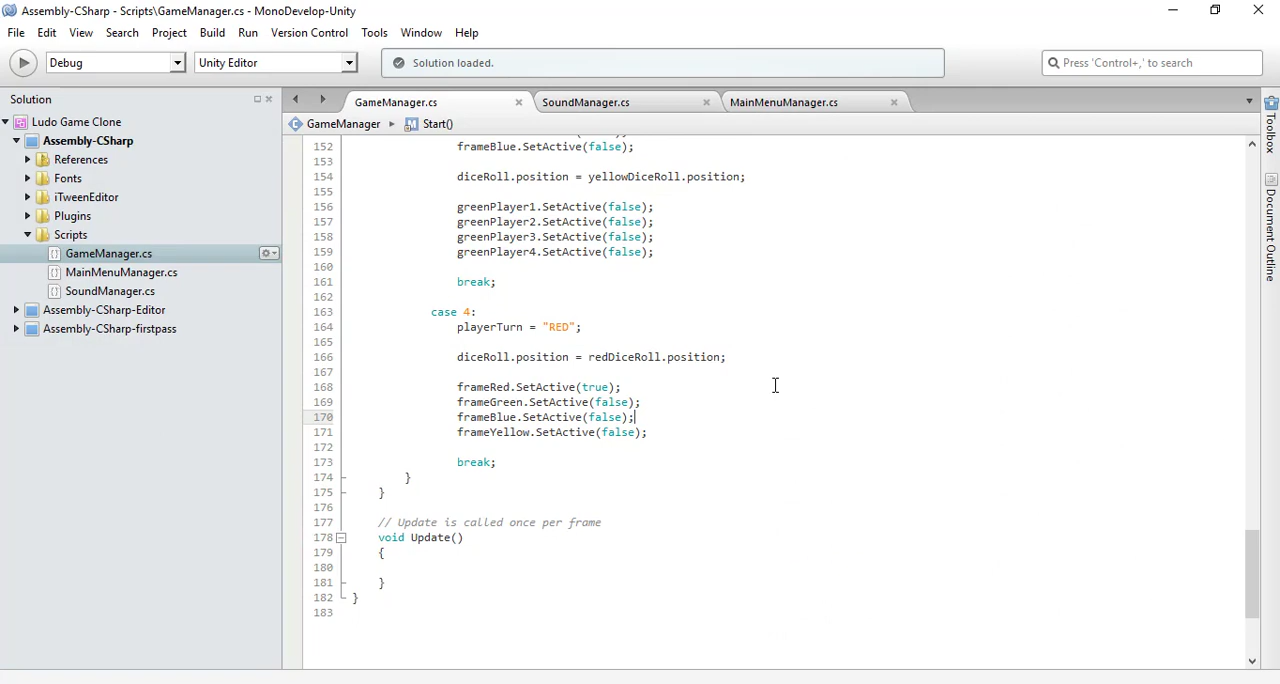 Assembly-CSharp - Scripts\GameManager.cs - MonoDevelop-Unity
File Edit View Search Project Build Run Version Control Tools Window Help
Debug Unity Editor Solution loaded. Press 'Control+,' to search
Solution
GameManager.cs SoundManager.cs MainMenuManager.cs
GameManager Start()
Ludo Game Clone
Assembly-CSharp
References
Fonts
iTweenEditor
Plugins
Scripts
GameManager.cs
MainMenuManager.cs
SoundManager.cs
Assembly-CSharp-Editor
Assembly-CSharp-firstpass
152 frameBlue.SetActive(false);
153
154 diceRoll.position = yellowDiceRoll.position;
155
156 greenPlayer1.SetActive(false);
157 greenPlayer2.SetActive(false);
158 greenPlayer3.SetActive(false);
159 greenPlayer4.SetActive(false);
160
161 break;
162
163 case 4:
164 playerTurn = "RED";
165
166 diceRoll.position = redDiceRoll.position;
167
168 frameRed.SetActive(true);
169 frameGreen.SetActive(false);
170 frameBlue.SetActive(false);
171 frameYellow.SetActive(false);
172
173 break;
174 }
175 }
176
177 // Update is called once per frame
178 void Update()
179 {
180
181 }
182 }
183
Toolbox
Document Outline